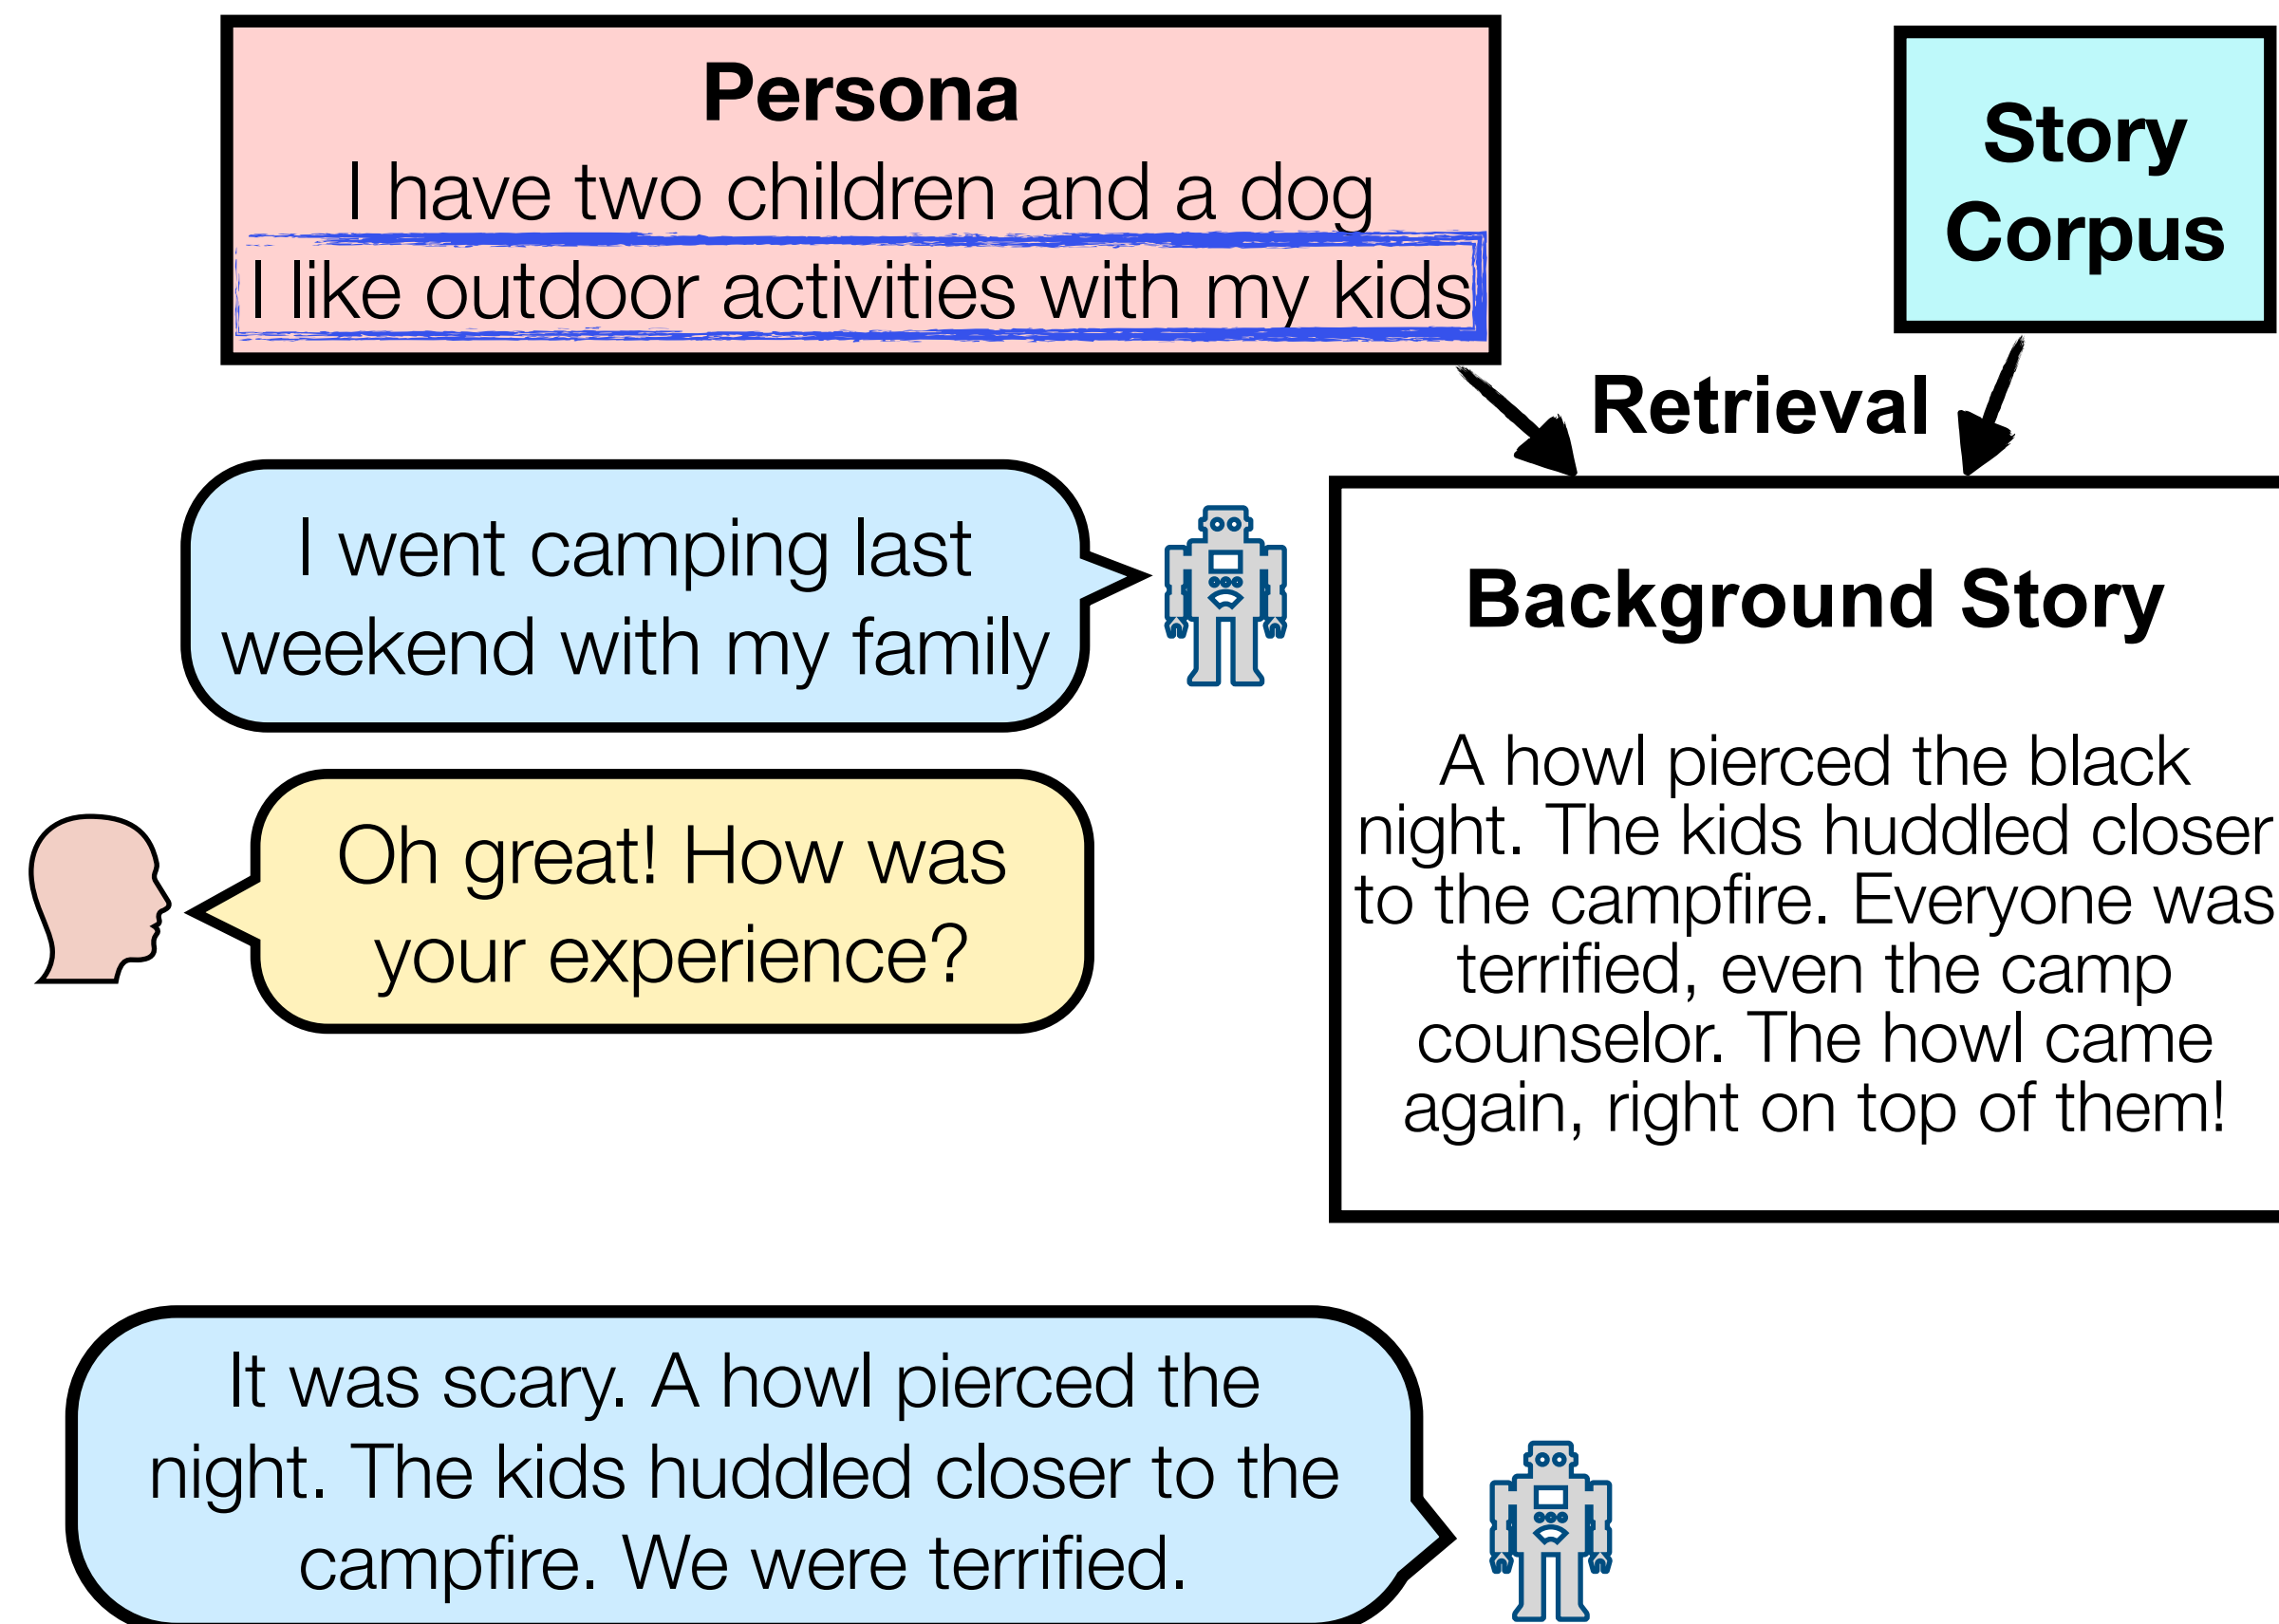 Persona
I have two children and a dog
I like outdoor activities with my kids
Story
Corpus
Retrieval
I went camping last
weekend with my family
Oh great! How was
your experience?
Background Story
A howl pierced the black
night. The kids huddled closer
to the campfire. Everyone was
terrified, even the camp
counselor. The howl came
again, right on top of them!
It was scary. A howl pierced the
night. The kids huddled closer to the
campfire. We were terrified.